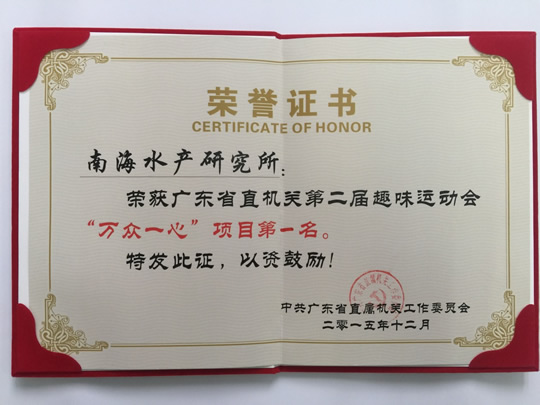 荣誉证书
CERTIFICATE OF HONOR
南海水产研究所：
荣获广东省直机关第二届趣味运动会
“万众一心”项目第一名。
特发此证，以资鼓励！
中共广东省直属机关工作委员会
二零一五年十二月